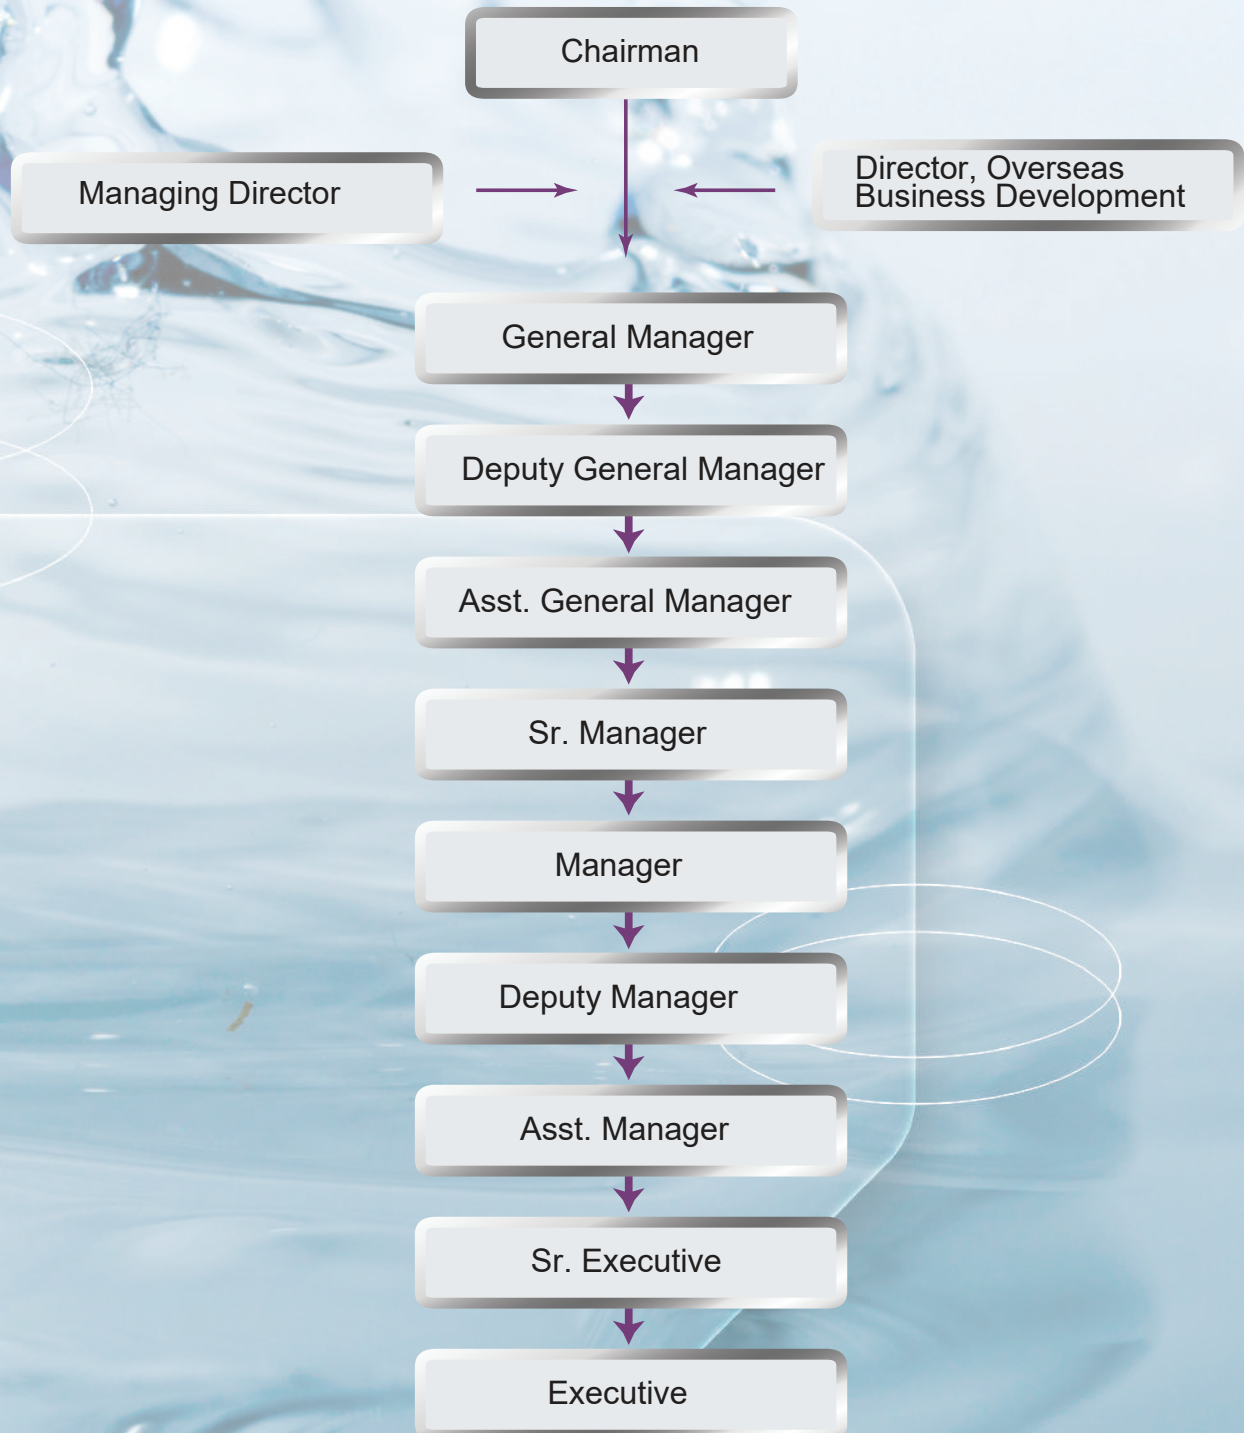 Chairman
Managing Director
Director, Overseas
Business Development
General Manager
Deputy General Manager
Asst. General Manager
Sr. Manager
Manager
Deputy Manager
Asst. Manager
Sr. Executive
Executive